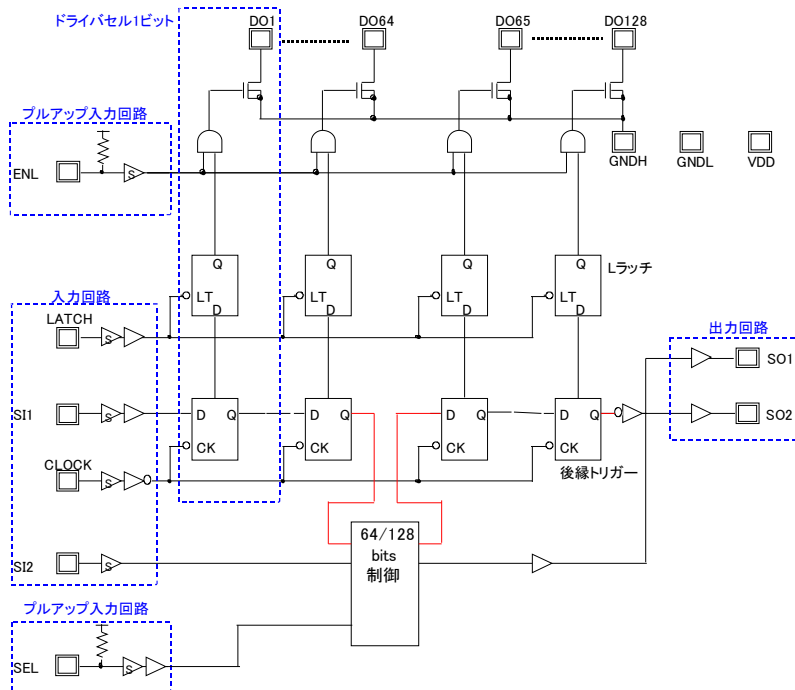 ドライバセル1ビット
DO1
DO64
DO65
DO128
プルアップ入力回路
ENL
S
GNDH
GNDL
VDD
Q
LT
D
Q
LT
D
Q
LT
D
Q
LT
D
Lラッチ
入力回路
LATCH
S
出力回路
SO1
SI1
S
D
Q
CK
D
Q
CK
D
Q
CK
D
Q
CK
SO2
CLOCK
S
後縁トリガー
64/128
bits
制御
SI2
S
プルアップ入力回路
SEL
S